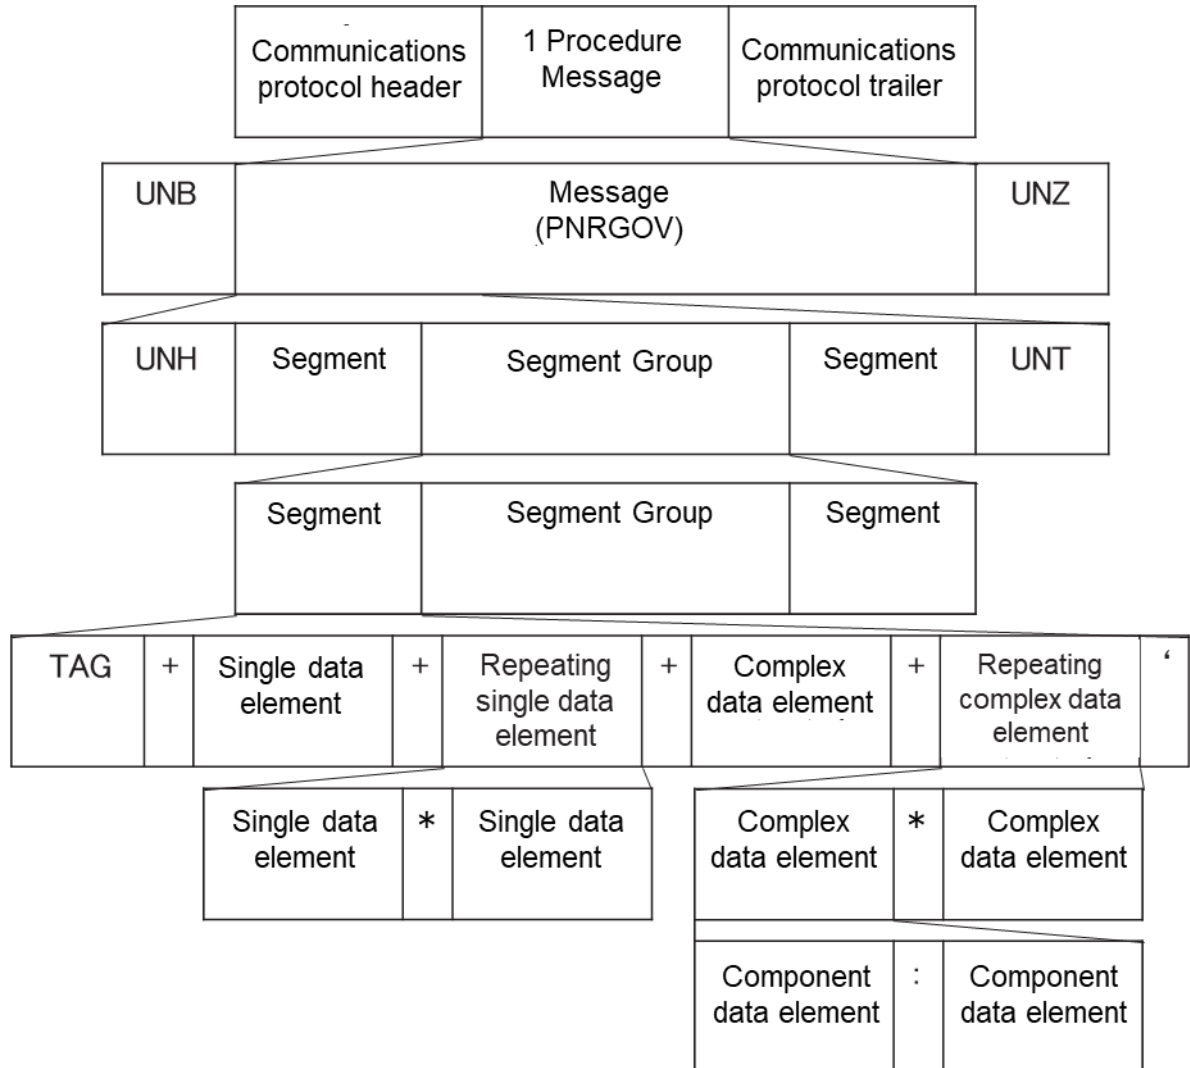 Communications
protocol header
1 Procedure
Message
Communications
protocol trailer
UNB
Message
(PNRGOV)
UNZ
UNH
Segment
Segment Group
Segment
UNT
Segment
Segment Group
Segment
TAG
+
Single data
element
+
Repeating
single data
element
+
Complex
data element
+
Repeating
complex data
element
‘
Single data
element
*
Single data
element
Complex
data element
*
Complex
data element
Component
data element
:
Component
data element